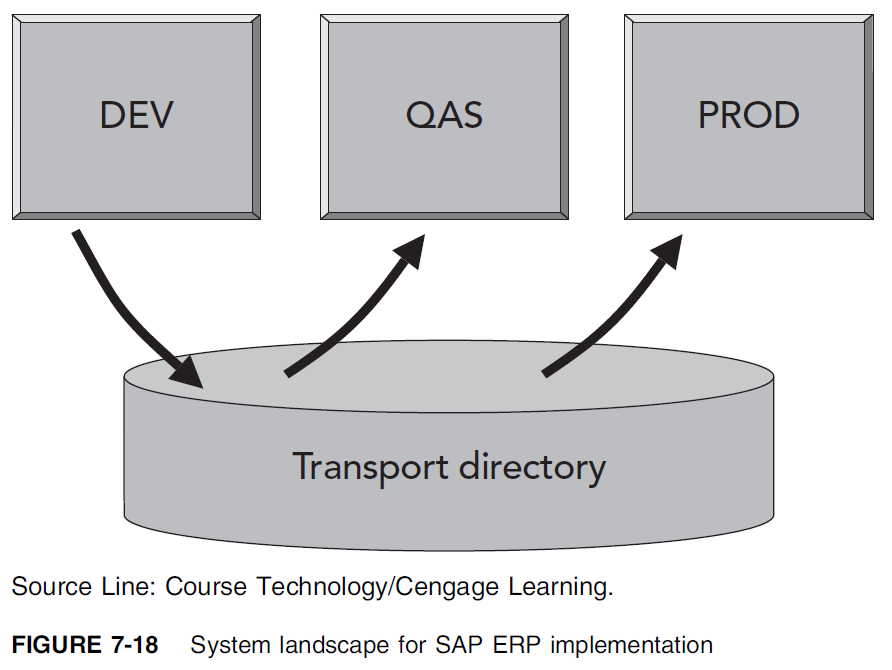 DEV
QAS
PROD
Transport directory
Source Line: Course Technology/Cengage Learning.
FIGURE 7-18 System landscape for SAP ERP implementation